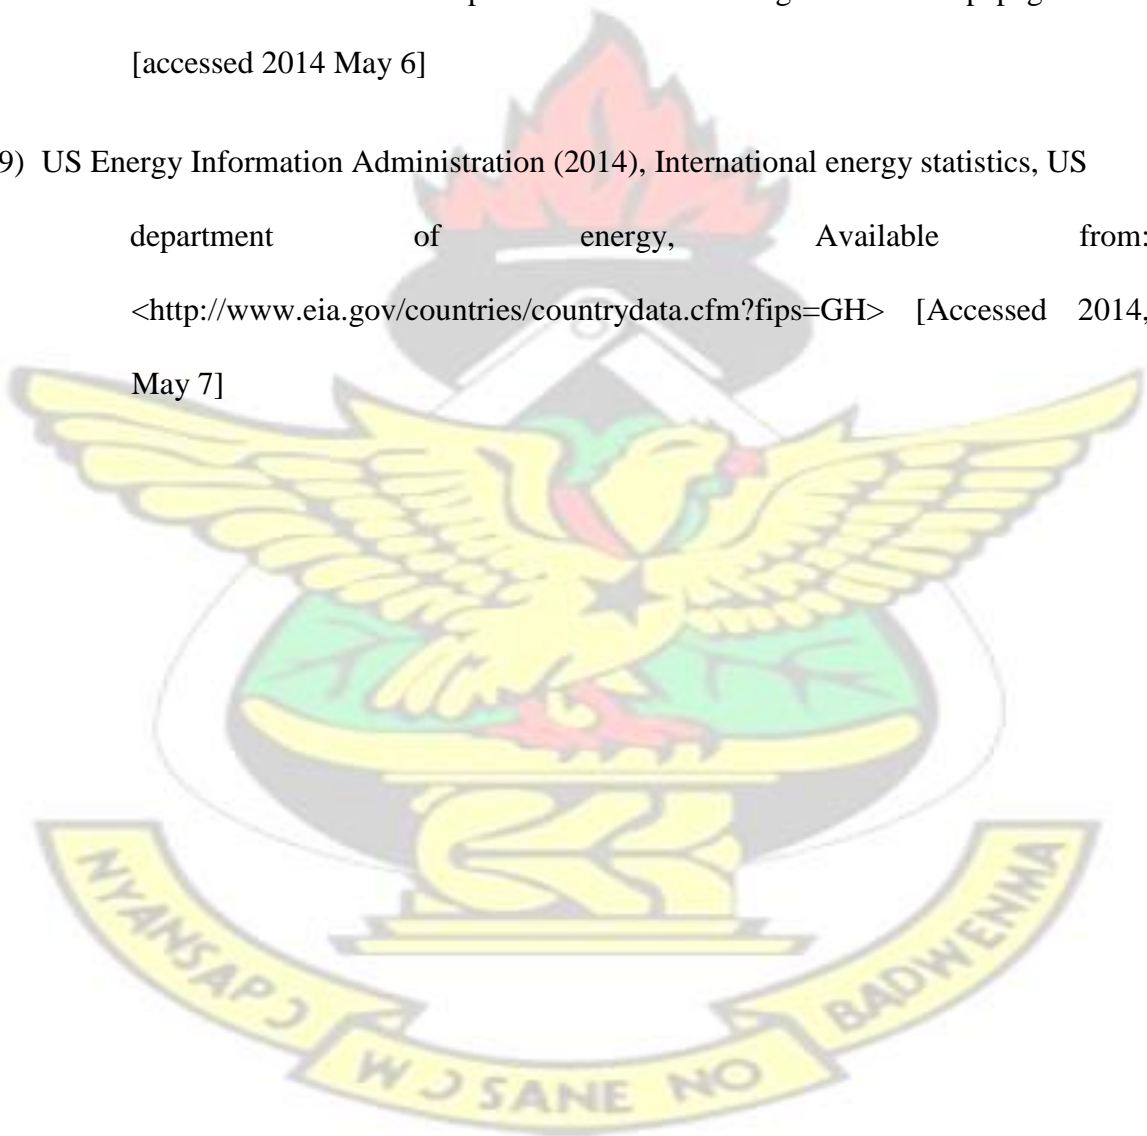 [accessed 2014 May 6]
9) US Energy Information Administration (2014), International energy statistics, US
department of energy, Available from:
<http://www.eia.gov/countries/countrydata.cfm?fips=GH> [Accessed 2014,
May 7]
NYANSAPƆ
WƆSANE NO
BADWENMA